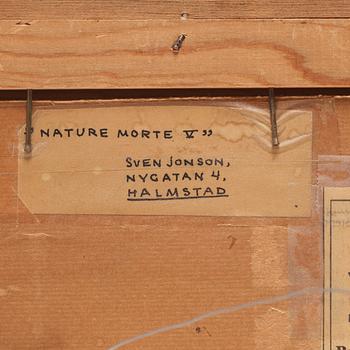 "NATURE MORTE V"
SVEN JONSON,
NYGATAN 4,
HALMSTAD